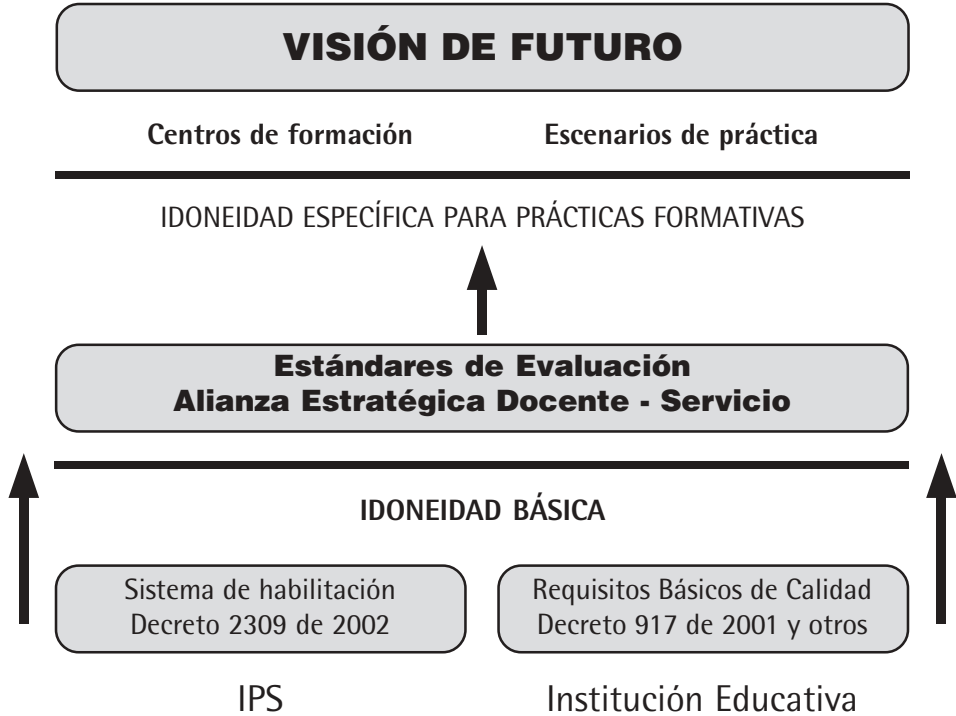 VISIÓN DE FUTURO
Centros de formación
Escenarios de práctica
IDONEIDAD ESPECÍFICA PARA PRÁCTICAS FORMATIVAS
Estándares de Evaluación
Alianza Estratégica Docente - Servicio
IDONEIDAD BÁSICA
Sistema de habilitación
Decreto 2309 de 2002
Requisitos Básicos de Calidad
Decreto 917 de 2001 y otros
IPS
Institución Educativa